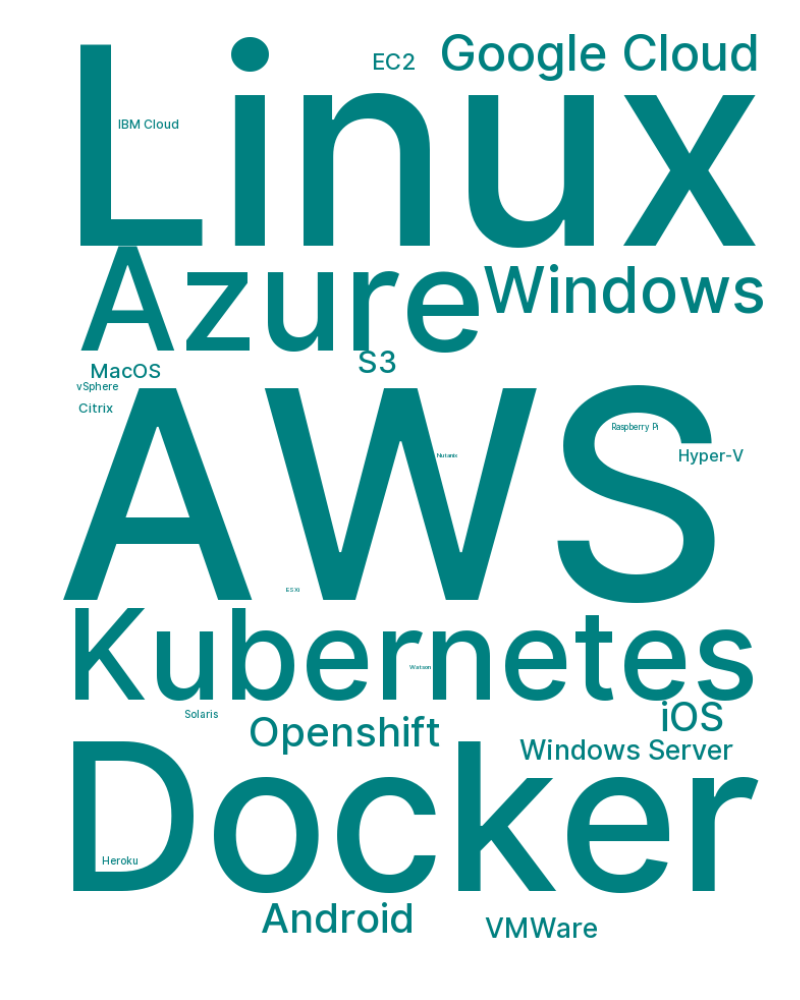 Google Cloud
EC2
Linux
IBM Cloud
Azure
Windows
S3
MacOS
vSphere
Citrix
AWS
Raspberry Pi
Hyper-V
Nutanix
ESXi
Kubernetes
Watson
Solaris
iOS
Openshift
Windows Server
Docker
Heroku
Android
VMWare